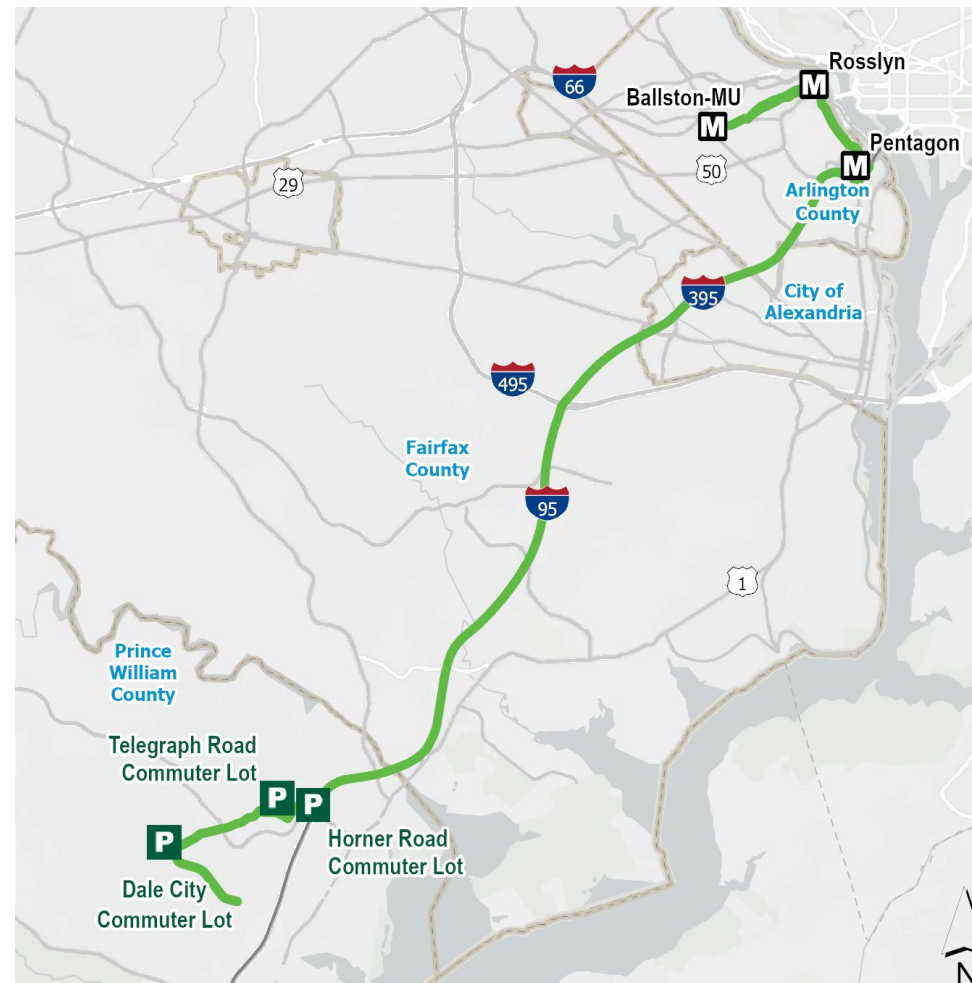 Rosslyn
M
66
Ballston-MU
M
Pentagon
M
50
29
Arlington
County
395
City of
Alexandria
495
Fairfax
County
95
1
Prince
William
County
Telegraph Road
Commuter Lot
P
P
Horner Road
Commuter Lot
P
Dale City
Commuter Lot
N